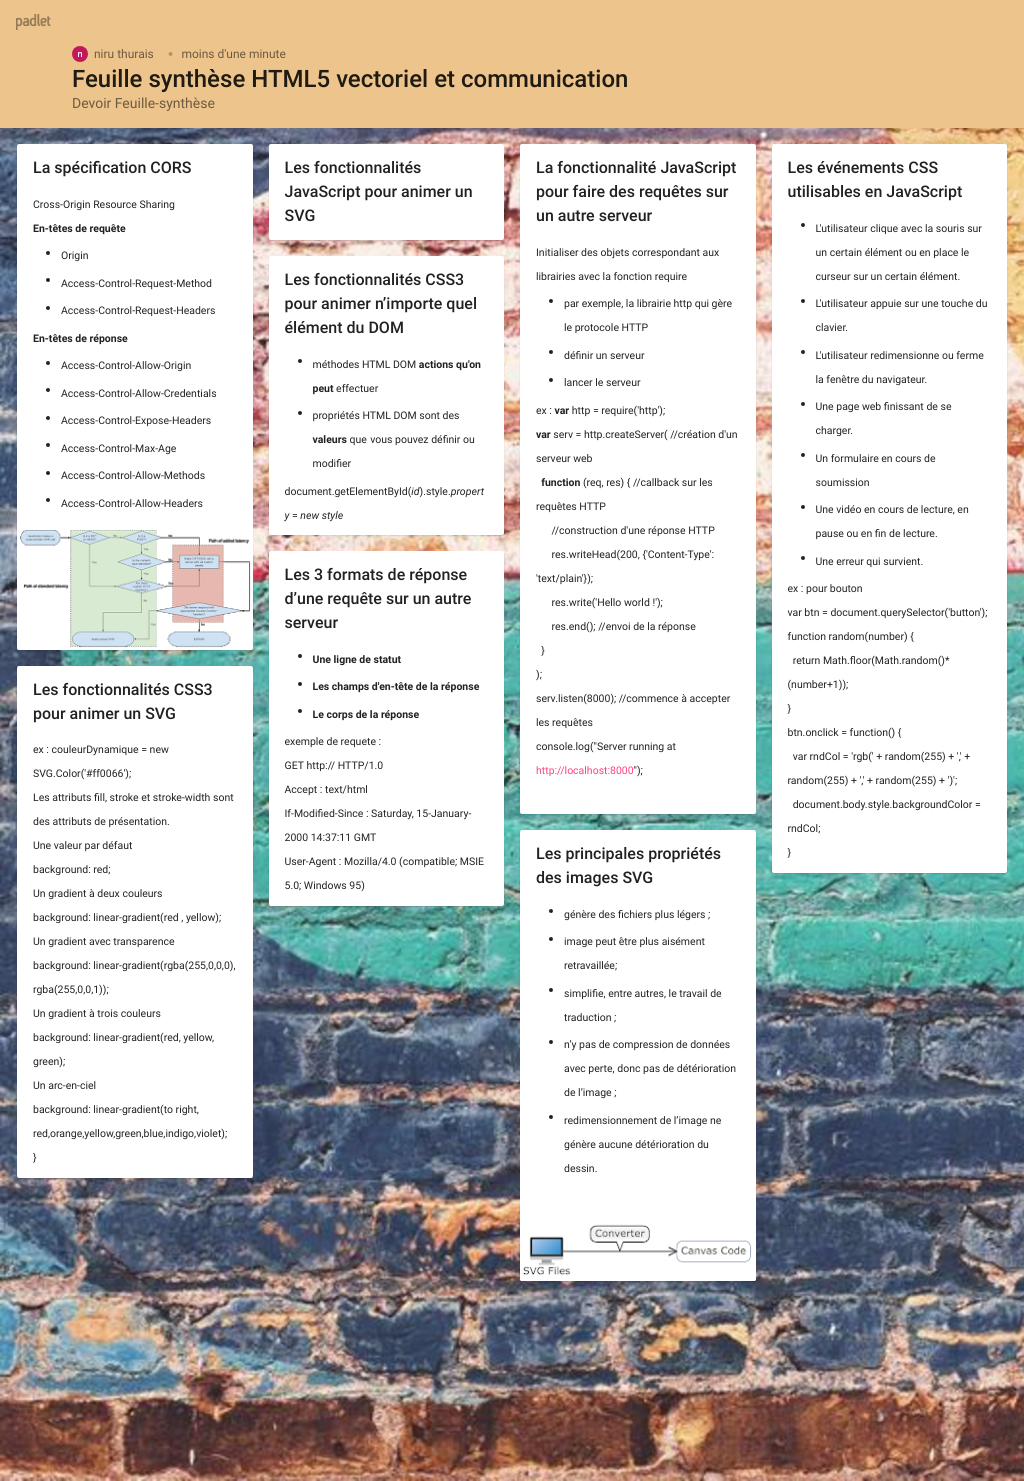 padlet
niru thurais • moins d'une minute
Feuille synthèse HTML5 vectoriel et communication
Devoir Feuille-synthèse
La spécification CORS
Cross-Origin Resource Sharing
En-têtes de requête
• Origin
• Access-Control-Request-Method
• Access-Control-Request-Headers
En-têtes de réponse
• Access-Control-Allow-Origin
• Access-Control-Allow-Credentials
• Access-Control-Expose-Headers
• Access-Control-Max-Age
• Access-Control-Allow-Methods
• Access-Control-Allow-Headers
Path of added latency
Path of standard latency
Les fonctionnalités CSS3
pour animer un SVG
ex : couleurDynamique = new
SVG.Color('#ff0066');
Les attributs fill, stroke et stroke-width sont
des attributs de présentation.
Une valeur par défaut
background: red;
Un gradient à deux couleurs
background: linear-gradient(red , yellow);
Un gradient avec transparence
background: linear-gradient(rgba(255,0,0,0),
rgba(255,0,0,1));
Un gradient à trois couleurs
background: linear-gradient(red, yellow,
green);
Un arc-en-ciel
background: linear-gradient(to right,
red,orange,yellow,green,blue,indigo,violet);
}
Les fonctionnalités
JavaScript pour animer un
SVG
Les fonctionnalités CSS3
pour animer n’importe quel
élément du DOM
• méthodes HTML DOM actions qu'on
peut effectuer
• propriétés HTML DOM sont des
valeurs que vous pouvez définir ou
modifier
document.getElementById(id).style.propert
y = new style
Les 3 formats de réponse
d’une requête sur un autre
serveur
• Une ligne de statut
• Les champs d'en-tête de la réponse
• Le corps de la réponse
exemple de requete :
GET http:// HTTP/1.0
Accept : text/html
If-Modified-Since : Saturday, 15-January-
2000 14:37:11 GMT
User-Agent : Mozilla/4.0 (compatible; MSIE
5.0; Windows 95)
La fonctionnalité JavaScript
pour faire des requêtes sur
un autre serveur
Initialiser des objets correspondant aux
librairies avec la fonction require
• par exemple, la librairie http qui gère
le protocole HTTP
• définir un serveur
• lancer le serveur
ex : var http = require('http');
var serv = http.createServer( //création d'un
serveur web
function (req, res) { //callback sur les
requêtes HTTP
//construction d'une réponse HTTP
res.writeHead(200, {'Content-Type':
'text/plain'});
res.write('Hello world !');
res.end(); //envoi de la réponse
}
);
serv.listen(8000); //commence à accepter
les requêtes
console.log("Server running at
http://localhost:8000");
Les principales propriétés
des images SVG
• génère des fichiers plus légers ;
• image peut être plus aisément
retravaillée;
• simplifie, entre autres, le travail de
traduction ;
• n'y pas de compression de données
avec perte, donc pas de détérioration
de l’image ;
• redimensionnement de l’image ne
génère aucune détérioration du
dessin.
Converter
Canvas Code
SVG Files
Les événements CSS
utilisables en JavaScript
• L'utilisateur clique avec la souris sur
un certain élément ou en place le
curseur sur un certain élément.
• L'utilisateur appuie sur une touche du
clavier.
• L'utilisateur redimensionne ou ferme
la fenêtre du navigateur.
• Une page web finissant de se
charger.
• Un formulaire en cours de
soumission
• Une vidéo en cours de lecture, en
pause ou en fin de lecture.
• Une erreur qui survient.
ex : pour bouton
var btn = document.querySelector('button');
function random(number) {
return Math.floor(Math.random()*
(number+1));
}
btn.onclick = function() {
var rndCol = 'rgb(' + random(255) + ',' +
random(255) + ',' + random(255) + ')';
document.body.style.backgroundColor =
rndCol;
}